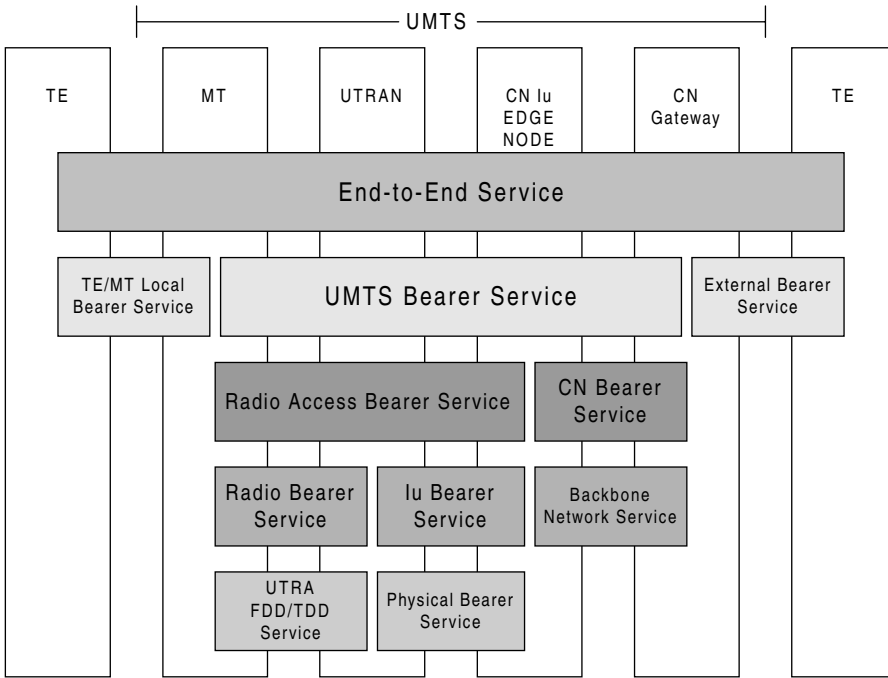 UMTS
TE
MT
UTRAN
CN Iu
EDGE
NODE
CN
Gateway
TE
End-to-End Service
TE/MT Local
Bearer Service
UMTS Bearer Service
External Bearer
Service
Radio Access Bearer Service
CN Bearer
Service
Radio Bearer
Service
Iu Bearer
Service
Backbone
Network Service
UTRA
FDD/TDD
Service
Physical Bearer
Service